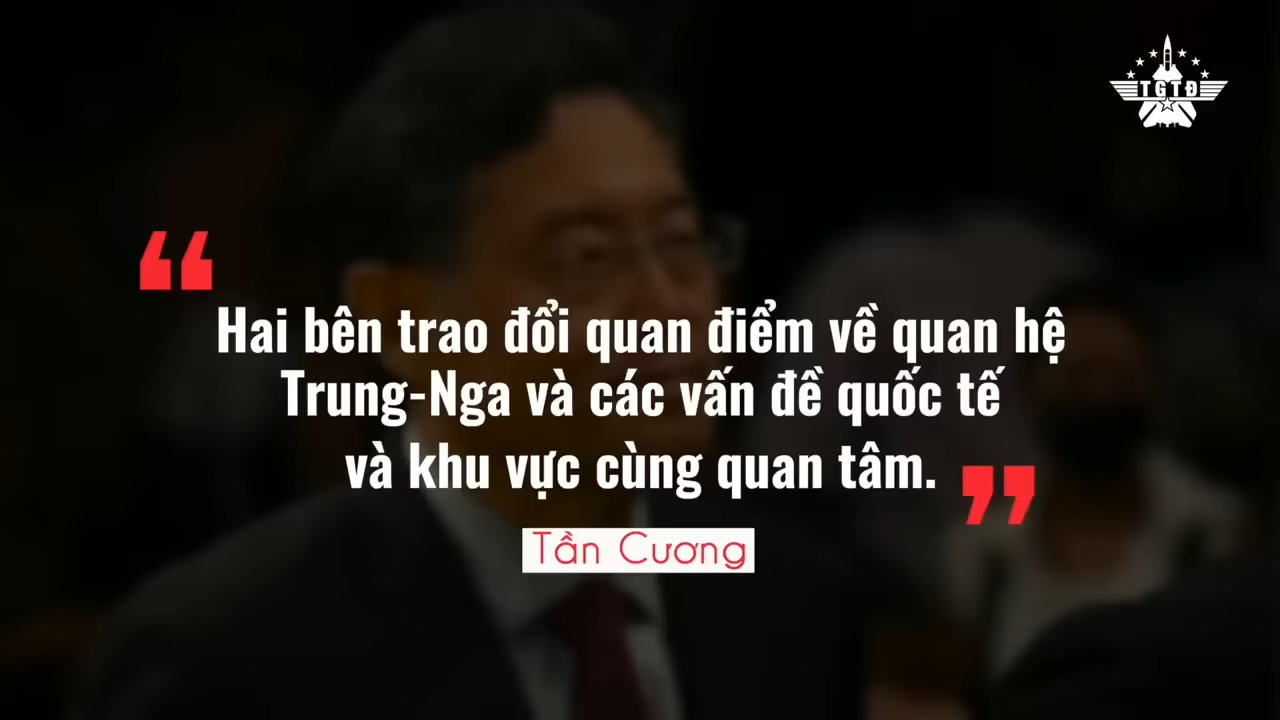 TGTĐ
Hai bên trao đổi quan điểm về quan hệ
Trung-Nga và các vấn đề quốc tế
và khu vực cùng quan tâm.
Tần Cương